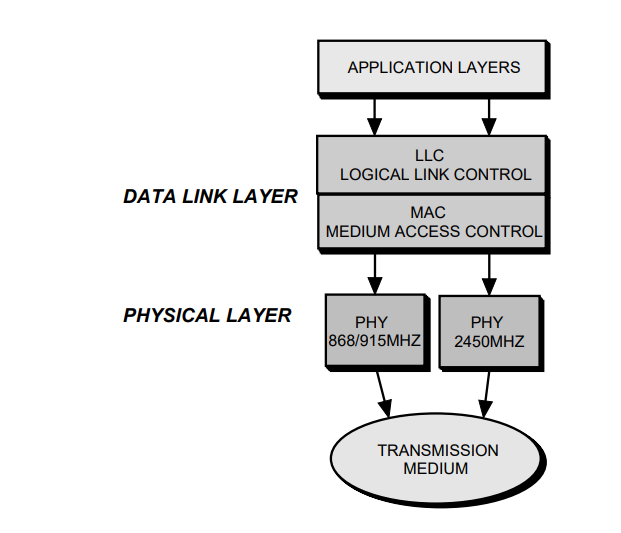 APPLICATION LAYERS
LLC
LOGICAL LINK CONTROL
DATA LINK LAYER
MAC
MEDIUM ACCESS CONTROL
PHYSICAL LAYER
PHY
868/915MHZ
PHY
2450MHZ
TRANSMISSION
MEDIUM